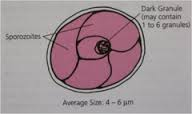 Sporozoites
Dark Granule
(may contain
1 to 6 granules)
Average Size: 4 – 6 μm